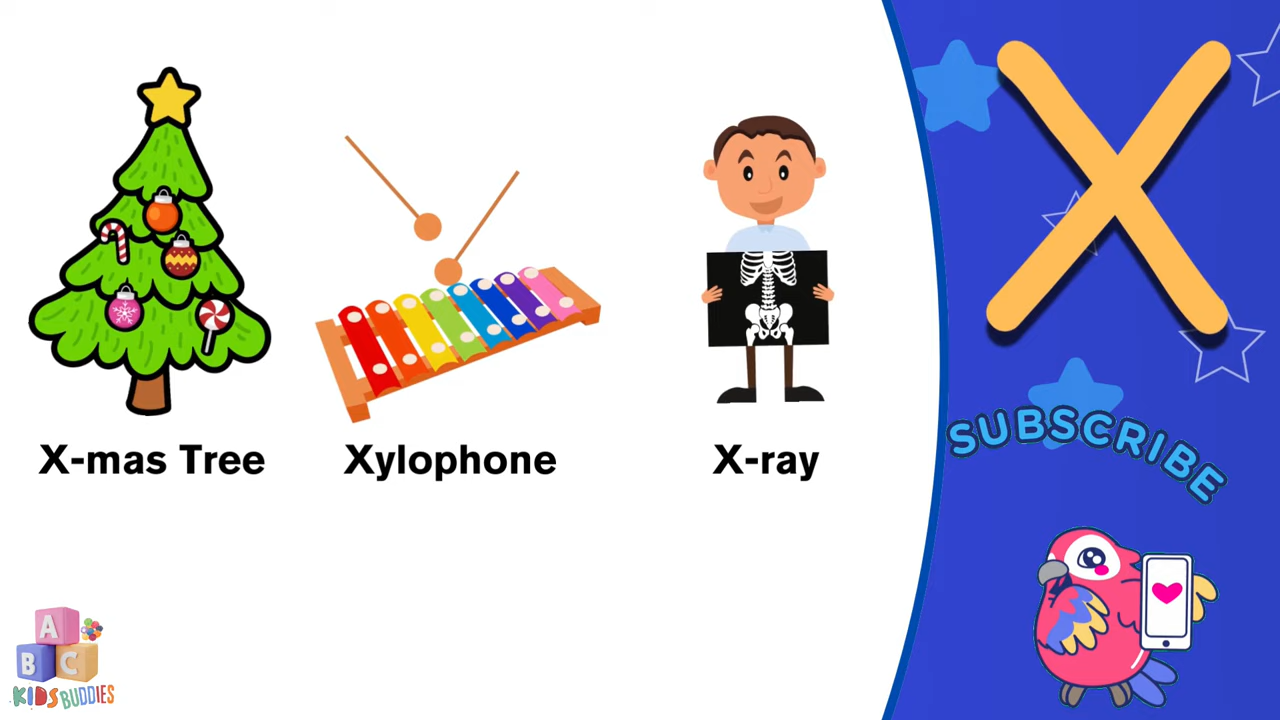 X-mas Tree
Xylophone
X-ray
X
SUBSCRIBE
A
B C
KIDS BUDDIES